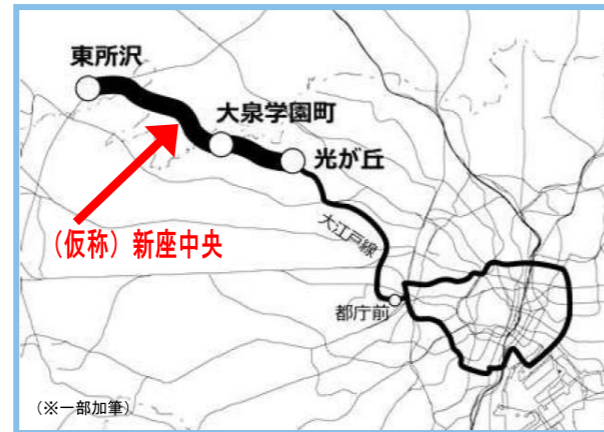 東所沢
大泉学園町
光が丘
(仮称)新座中央
大江戸線
都庁前
(※一部加筆)